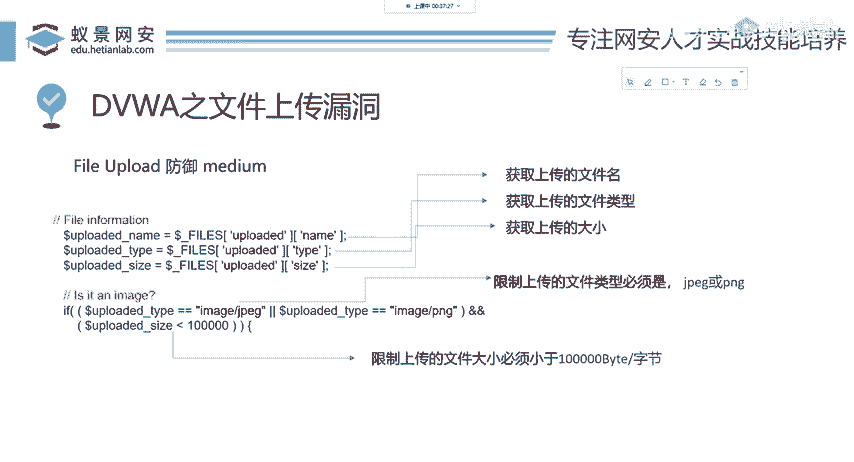 上课中 00:37:27
蚁景网安
edu.hetianlab.com
专注网安人才实战技能培养
DVWA之文件上传漏洞
File Upload 防御 medium
// File information
$uploaded_name = $_FILES[ 'uploaded' ][ 'name' ];
$uploaded_type = $_FILES[ 'uploaded' ][ 'type' ];
$uploaded_size = $_FILES[ 'uploaded' ][ 'size' ];
// Is it an image?
if( ( $uploaded_type == "image/jpeg" || $uploaded_type == "image/png" ) &&
( $uploaded_size < 100000 ) ) {
获取上传的文件名
获取上传的文件类型
获取上传的大小
限制上传的文件类型必须是， jpeg或png
限制上传的文件大小必须小于100000Byte/字节